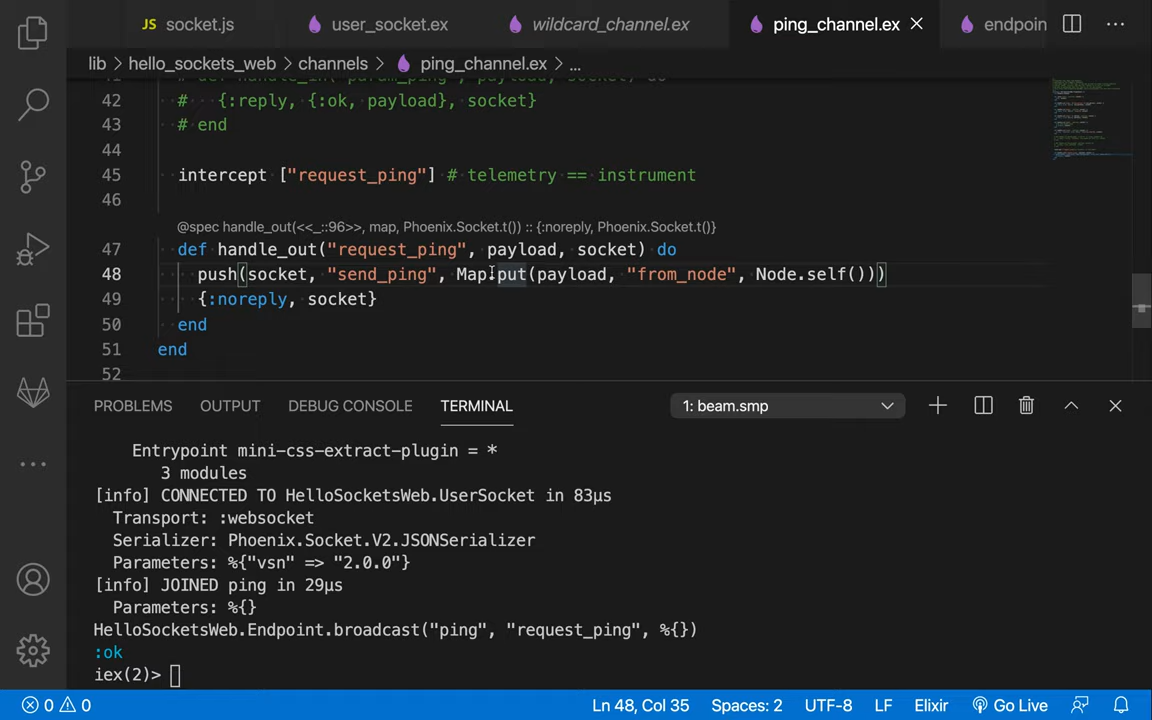 JS socket.js user_socket.ex wildcard_channel.ex ping_channel.ex endpoin
lib > hello_sockets_web > channels > ping_channel.ex > ...
42 #   {:reply, {:ok, payload}, socket}
43 # end
44
45 intercept ["request_ping"] # telemetry == instrument
46
@spec handle_out(<<_::96>>, map, Phoenix.Socket.t()) :: {:noreply, Phoenix.Socket.t()}
47 def handle_out("request_ping", payload, socket) do
48 push(socket, "send_ping", Map.put(payload, "from_node", Node.self()))
49 {:noreply, socket}
50 end
51 end
52
PROBLEMS OUTPUT DEBUG CONSOLE TERMINAL 1: beam.smp
Entrypoint mini-css-extract-plugin = *
3 modules
[info] CONNECTED TO HelloSocketsWeb.UserSocket in 83µs
Transport: :websocket
Serializer: Phoenix.Socket.V2.JSONSerializer
Parameters: %{"vsn" => "2.0.0"}
[info] JOINED ping in 29µs
Parameters: %{}
HelloSocketsWeb.Endpoint.broadcast("ping", "request_ping", %{})
:ok
iex(2)>
0 0 Ln 48, Col 35 Spaces: 2 UTF-8 LF Elixir Go Live